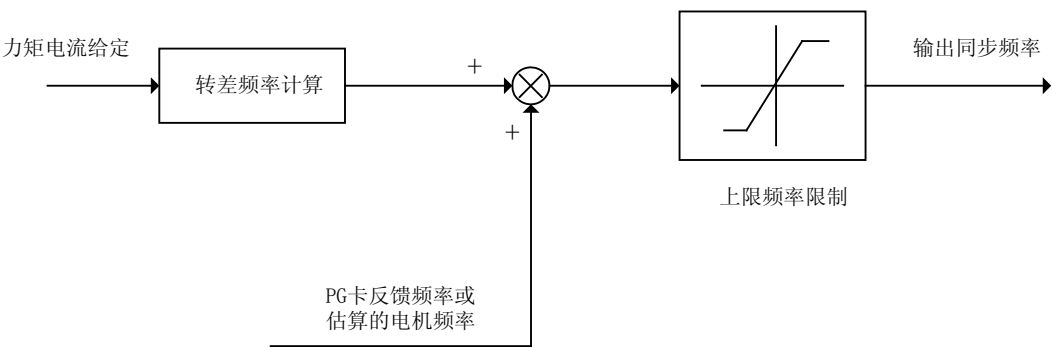 力矩电流给定
转差频率计算
+
+
输出同步频率
上限频率限制
PG卡反馈频率或
估算的电机频率